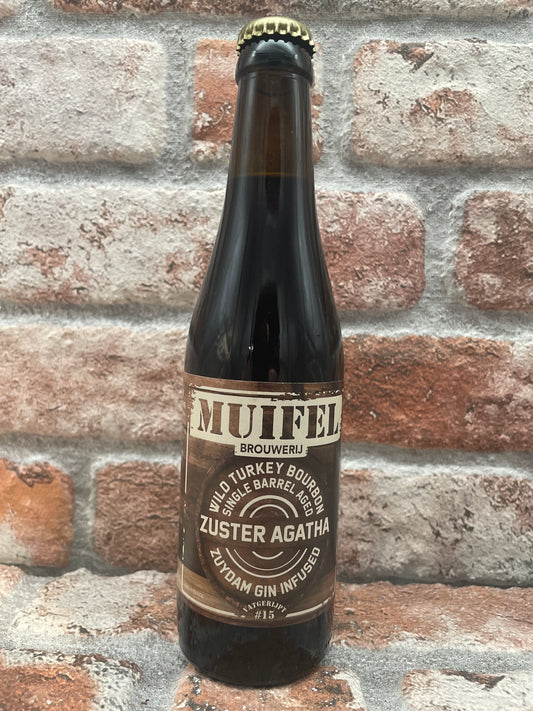 MUIFEL
BROUWERIJ
WILD TURKEY BOURBON
SINGLE BARREL AGED
ZUSTER AGATHA
ZUYDAM GIN INFUSED
VATGERIJPT
#15